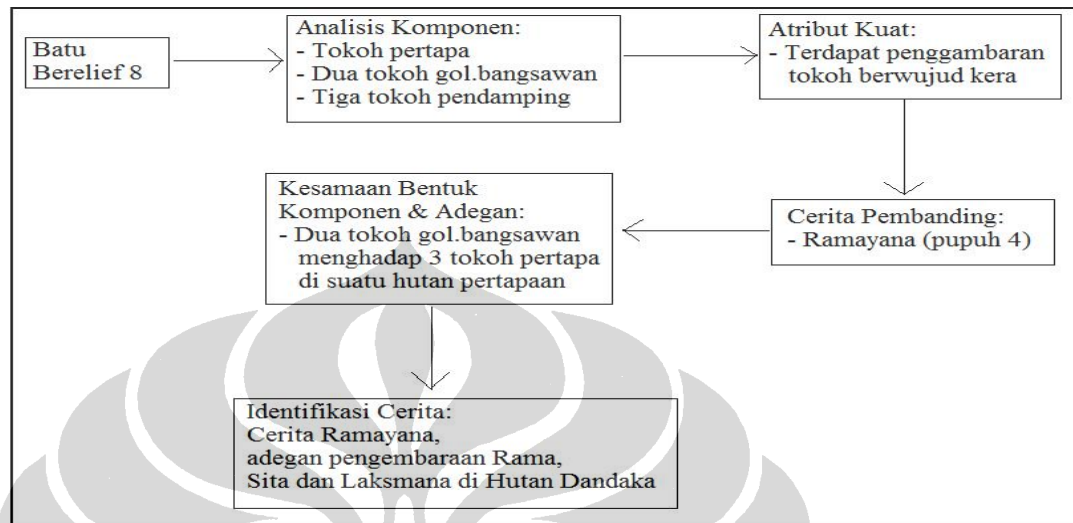 Batu
Berelief 8
Analisis Komponen:
- Tokoh pertapa
- Dua tokoh gol.bangsawan
- Tiga tokoh pendamping
Atribut Kuat:
- Terdapat penggambaran
tokoh berwujud kera
Cerita Pembanding:
- Ramayana (pupuh 4)
Kesamaan Bentuk
Komponen & Adegan:
- Dua tokoh gol.bangsawan
menghadap 3 tokoh pertapa
di suatu hutan pertapaan
Identifikasi Cerita:
Cerita Ramayana,
adegan pengembaraan Rama,
Sita dan Laksmana di Hutan Dandaka